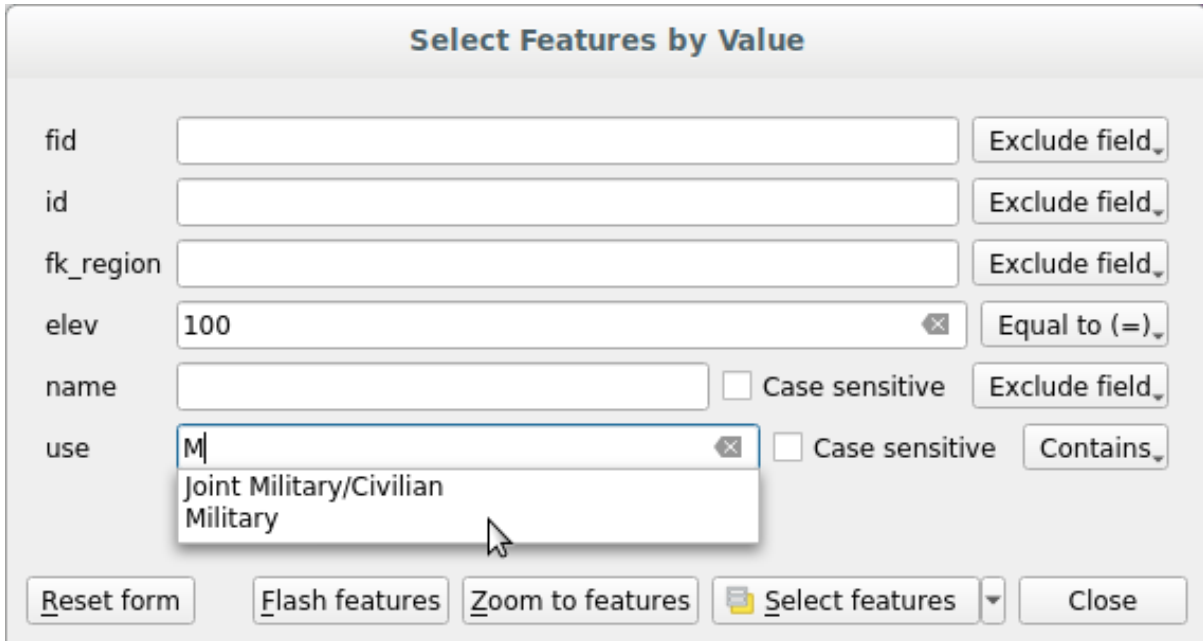 Select Features by Value
fid Exclude field
id Exclude field
fk_region Exclude field
elev 100 Equal to (=)
name Case sensitive Exclude field
use M Case sensitive Contains
Joint Military/Civilian
Military
Reset form Flash features Zoom to features Select features Close